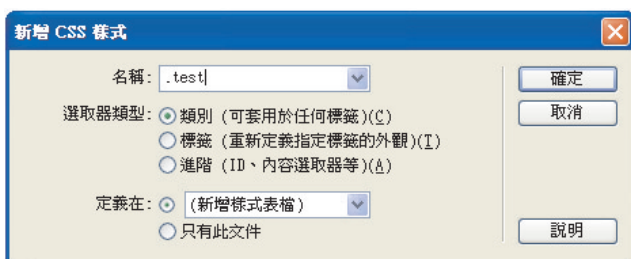 新增 CSS 樣式
名稱: .test
確定
選取器類型: 類別 (可套用於任何標籤)(C)
取消
標籤 (重新定義指定標籤的外觀)(T)
進階 (ID、內容選取器等)(A)
定義在: (新增樣式表檔)
只有此文件
說明